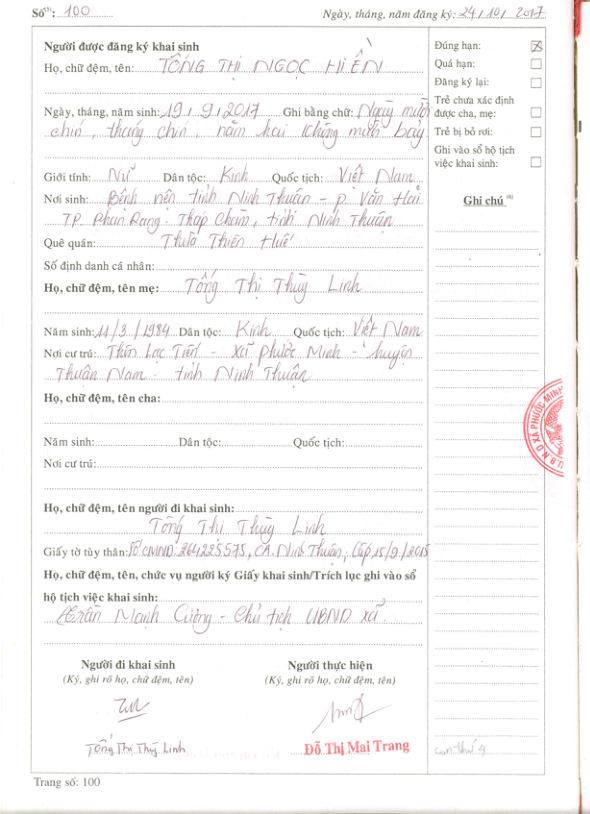 Số⁽⁵⁾: 100 Ngày, tháng, năm đăng ký: 24/10/2017
Người được đăng ký khai sinh
Họ, chữ đệm, tên: TỐNG THỊ NGỌC HIỀN
Ngày, tháng, năm sinh: 19/9/2017 Ghi bằng chữ: Ngày mười
chín, tháng chín, năm hai không mười bảy
Giới tính: Nữ Dân tộc: Kinh Quốc tịch: Việt Nam
Nơi sinh: Bệnh viện tỉnh Ninh Thuận - P. Văn Hải
TP. Phan Rang - Tháp Chàm, tỉnh Ninh Thuận
Quê quán: Thừa Thiên Huế
Số định danh cá nhân:
Họ, chữ đệm, tên mẹ: Tống Thị Thùy Linh
Năm sinh: 11/3/1984 Dân tộc: Kinh Quốc tịch: Việt Nam
Nơi cư trú: Thôn Lạc Tiến - xã Phước Minh - huyện
Thuận Nam - tỉnh Ninh Thuận
Họ, chữ đệm, tên cha:
Năm sinh: Dân tộc: Quốc tịch:
Nơi cư trú:
Họ, chữ đệm, tên người đi khai sinh:
Tống Thị Thùy Linh
Giấy tờ tùy thân: Số CMND: 264225575, CA. Ninh Thuận, Cấp 15/9/2015
Họ, chữ đệm, tên, chức vụ người ký Giấy khai sinh/Trích lục ghi vào sổ
hộ tịch việc khai sinh:
Trần Mạnh Cường - Chủ tịch UBND xã
Người đi khai sinh Người thực hiện
(Ký, ghi rõ họ, chữ đệm, tên) (Ký, ghi rõ họ, chữ đệm, tên)
Tống Thị Thùy Linh Đỗ Thị Mai Trang
Trang số: 100
Đúng hạn:
Quá hạn:
Đăng ký lại:
Trẻ chưa xác định
được cha, mẹ:
Trẻ bị bỏ rơi:
Ghi vào sổ hộ tịch
việc khai sinh:
Ghi chú ⁽⁶⁾
U.B.N.D XÃ PHƯỚC MINH
con thứ 4